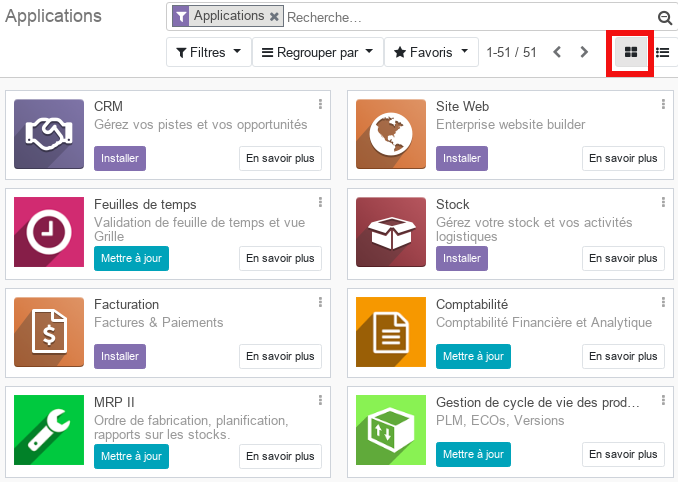 Applications
Applications
Recherche...
Filtres
Regrouper par
Favoris
1-51 / 51
CRM
Gérez vos pistes et vos opportunités
Installer
En savoir plus
Site Web
Enterprise website builder
Installer
En savoir plus
Feuilles de temps
Validation de feuille de temps et vue
Grille
Mettre à jour
En savoir plus
Stock
Gérez votre stock et vos activités
logistiques
Installer
En savoir plus
Facturation
Factures & Paiements
Installer
En savoir plus
Comptabilité
Comptabilité Financière et Analytique
Mettre à jour
En savoir plus
MRP II
Ordre de fabrication, planification,
rapports sur les stocks.
Mettre à jour
En savoir plus
Gestion de cycle de vie des prod...
PLM, ECOs, Versions
Mettre à jour
En savoir plus